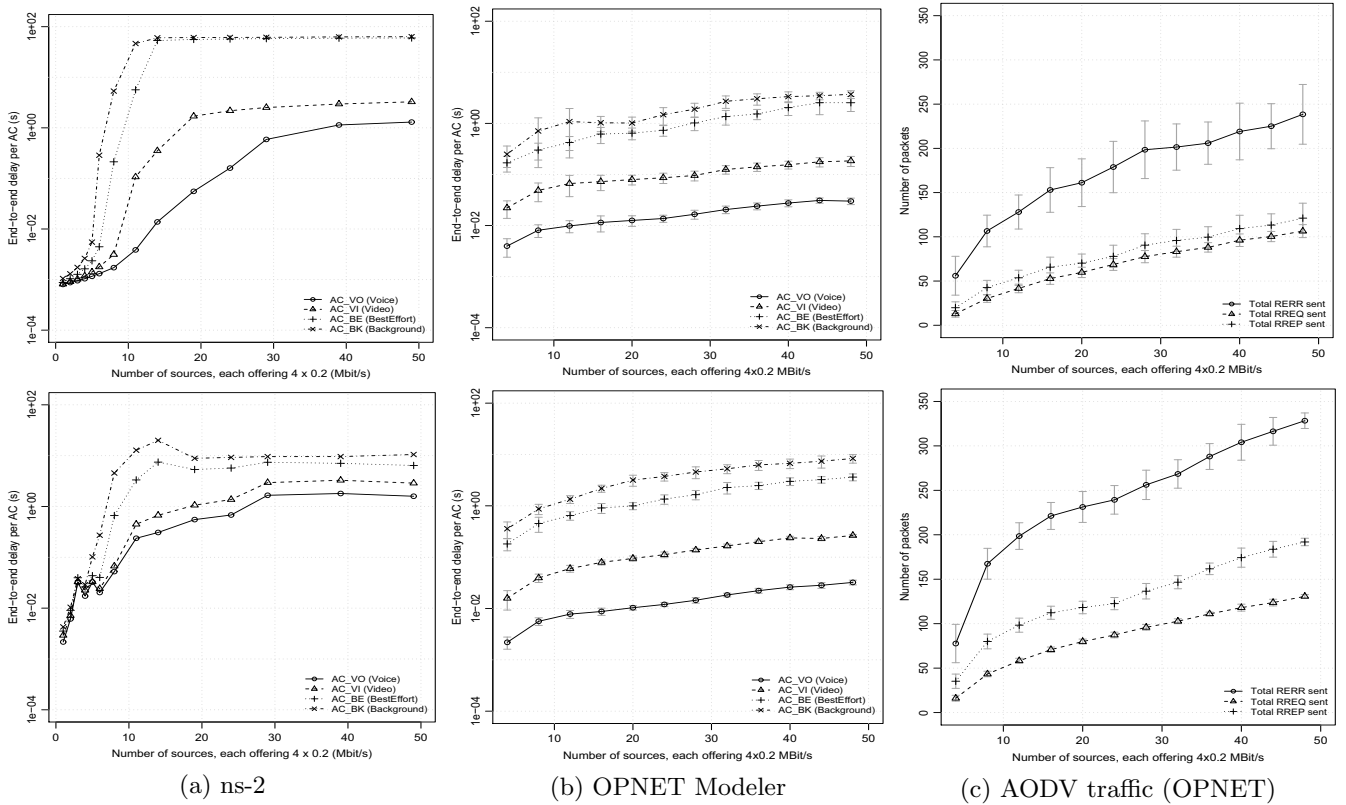 End−to−end delay per AC (s)
1e−04 1e−02 1e+00 1e+02
AC_VO (Voice)
AC_VI (Video)
AC_BE (BestEffort)
AC_BK (Background)
0 10 20 30 40 50
Number of sources, each offering 4 x 0.2 (Mbit/s)
End−to−end delay per AC (s)
1e−04 1e−02 1e+00 1e+02
AC_VO (Voice)
AC_VI (Video)
AC_BE (BestEffort)
AC_BK (Background)
10 20 30 40 50
Number of sources, each offering 4x0.2 MBit/s
Number of packets
0 50 100 150 200 250 300 350
Total RERR sent
Total RREQ sent
Total RREP sent
10 20 30 40 50
Number of sources, each offering 4x0.2 MBit/s
End−to−end delay per AC (s)
1e−04 1e−02 1e+00 1e+02
AC_VO (Voice)
AC_VI (Video)
AC_BE (BestEffort)
AC_BK (Background)
0 10 20 30 40 50
Number of sources, each offering 4 x 0.2 (Mbit/s)
End−to−end delay per AC (s)
1e−04 1e−02 1e+00 1e+02
AC_VO (Voice)
AC_VI (Video)
AC_BE (BestEffort)
AC_BK (Background)
10 20 30 40 50
Number of sources, each offering 4x0.2 MBit/s
Number of packets
0 50 100 150 200 250 300 350
Total RERR sent
Total RREQ sent
Total RREP sent
10 20 30 40 50
Number of sources, each offering 4x0.2 MBit/s
(a) ns-2
(b) OPNET Modeler
(c) AODV traffic (OPNET)